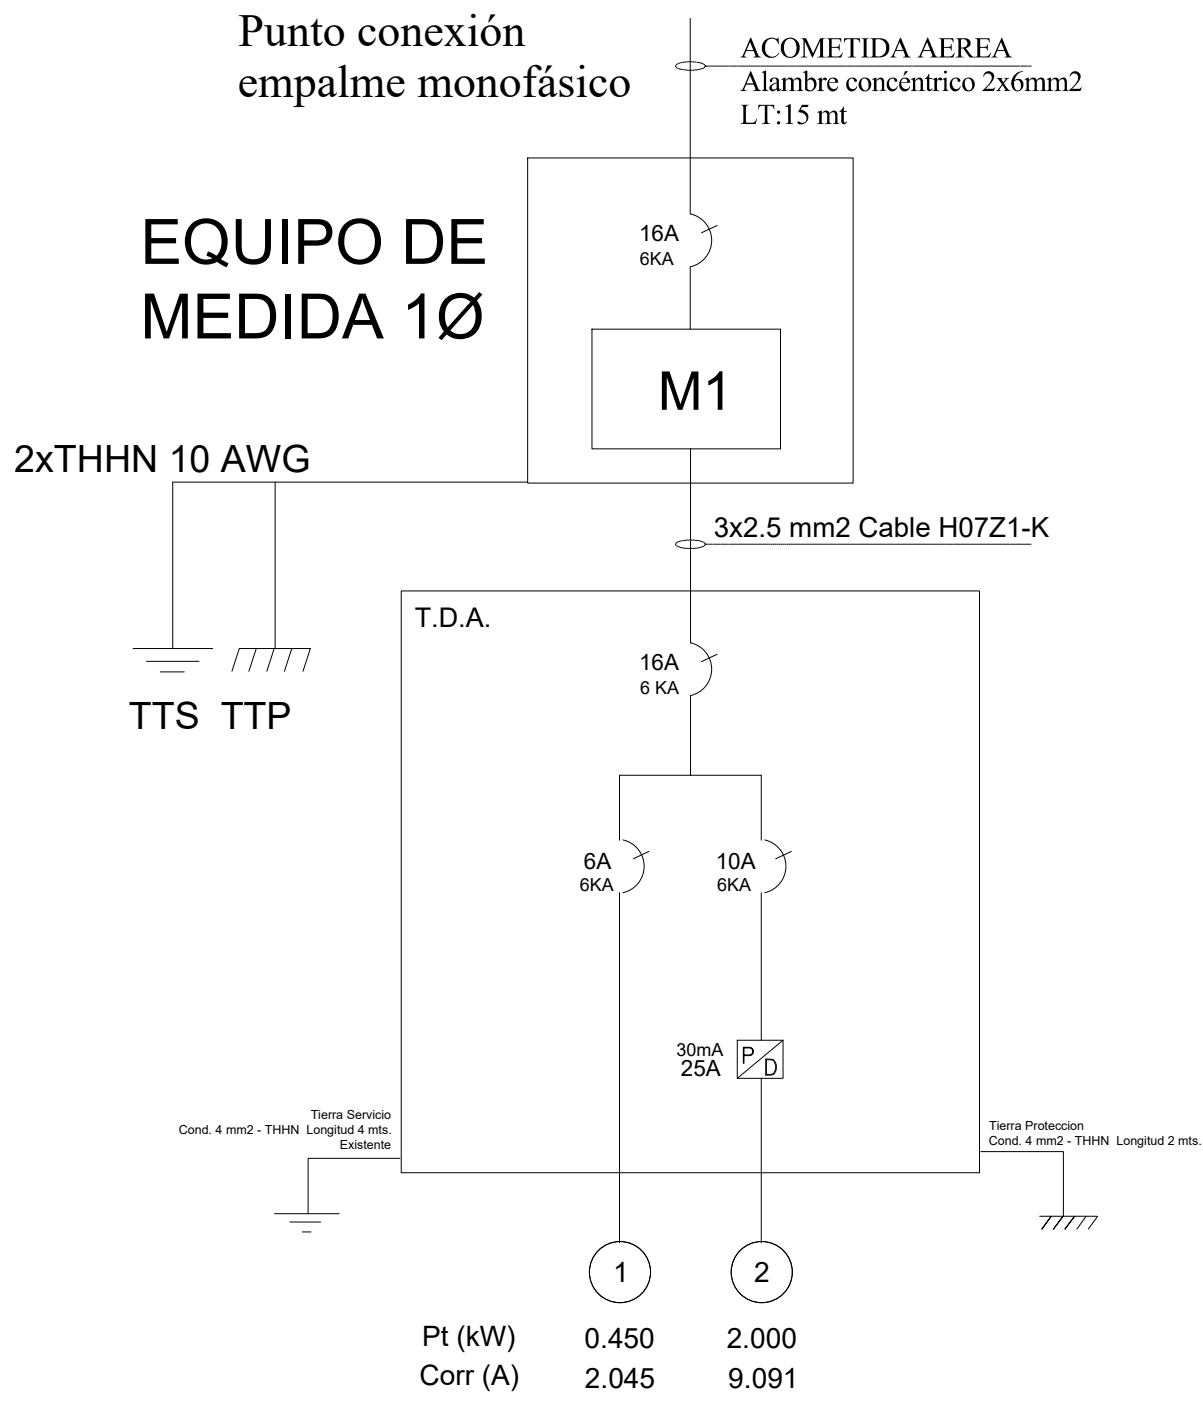 Punto conexión
empalme monofásico
ACOMETIDA AEREA
Alambre concéntrico 2x6mm2
LT:15 mt
EQUIPO DE
MEDIDA 1Ø
16A
6KA
M1
2xTHHN 10 AWG
TTS TTP
3x2.5 mm2 Cable H07Z1-K
T.D.A.
16A
6 KA
6A
6KA
10A
6KA
30mA
25A
P
D
Tierra Servicio
Cond. 4 mm2 - THHN Longitud 4 mts.
Existente
Tierra Proteccion
Cond. 4 mm2 - THHN Longitud 2 mts.
1 2
Pt (kW) 0.450 2.000
Corr (A) 2.045 9.091